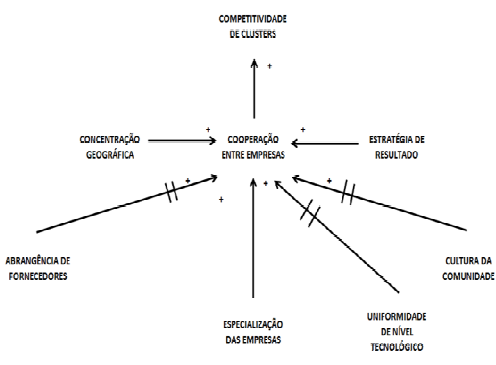 COMPETITIVIDADE
DE CLUSTERS
+
CONCENTRAÇÃO
GEOGRÁFICA
+
COOPERAÇÃO
ENTRE EMPRESAS
+
ESTRATÉGIA DE
RESULTADO
+
+
+
+
ABRANGÊNCIA DE
FORNECEDORES
CULTURA DA
COMUNIDADE
ESPECIALIZAÇÃO
DAS EMPRESAS
UNIFORMIDADE
DE NÍVEL
TECNOLÓGICO